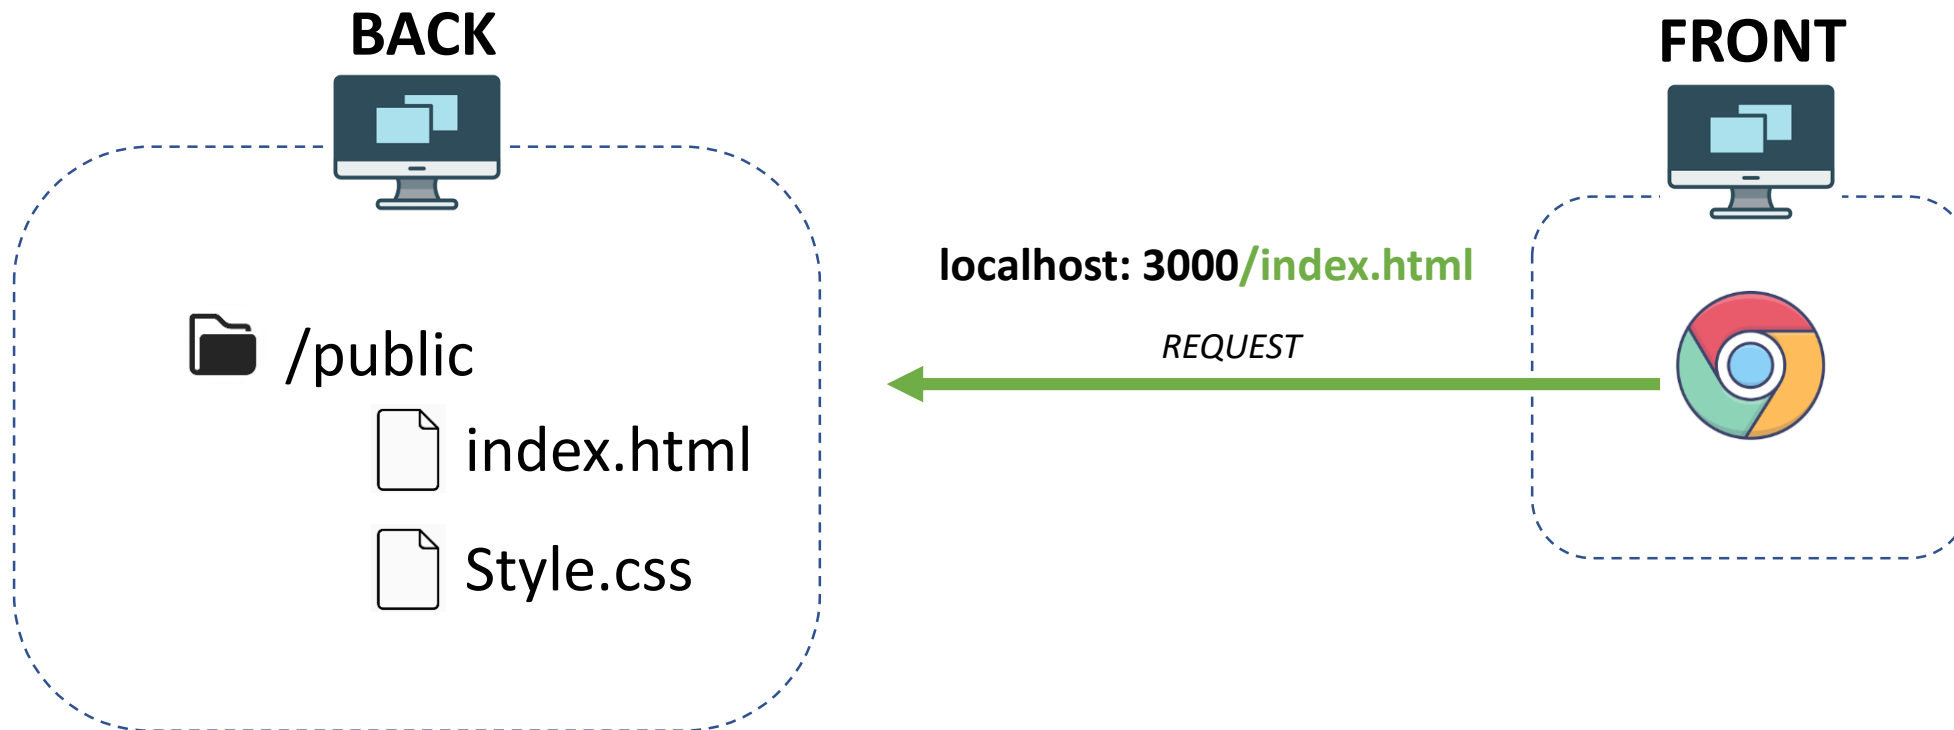 BACK
FRONT
localhost: 3000/index.html
REQUEST
/public
index.html
Style.css